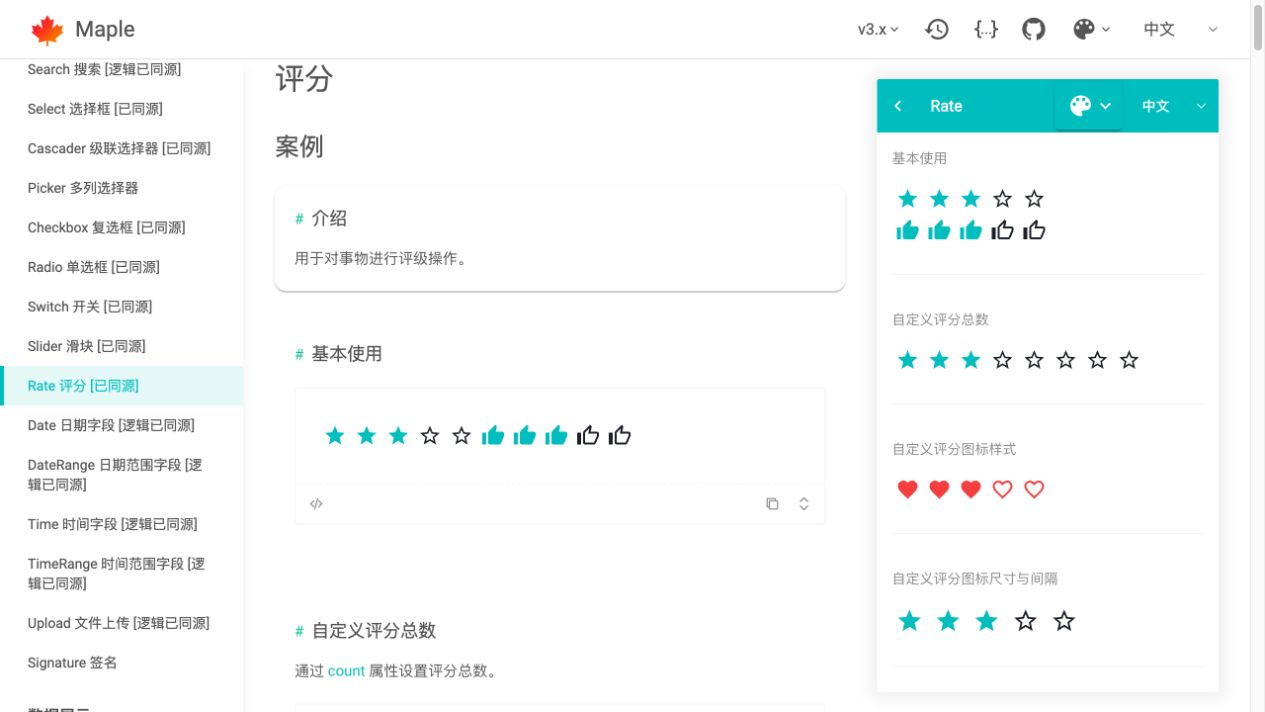 Maple
v3.x
中文
Search 搜索 [逻辑已同源]
Select 选择框 [已同源]
Cascader 级联选择器 [已同源]
Picker 多列选择器
Checkbox 复选框 [已同源]
Radio 单选框 [已同源]
Switch 开关 [已同源]
Slider 滑块 [已同源]
Rate 评分 [已同源]
Date 日期字段 [逻辑已同源]
DateRange 日期范围字段 [逻
辑已同源]
Time 时间字段 [逻辑已同源]
TimeRange 时间范围字段 [逻
辑已同源]
Upload 文件上传 [逻辑已同源]
Signature 签名
评分
案例
# 介绍
用于对事物进行评级操作。
# 基本使用
# 自定义评分总数
通过 count 属性设置评分总数。
Rate
中文
基本使用
自定义评分总数
自定义评分图标样式
自定义评分图标尺寸与间隔